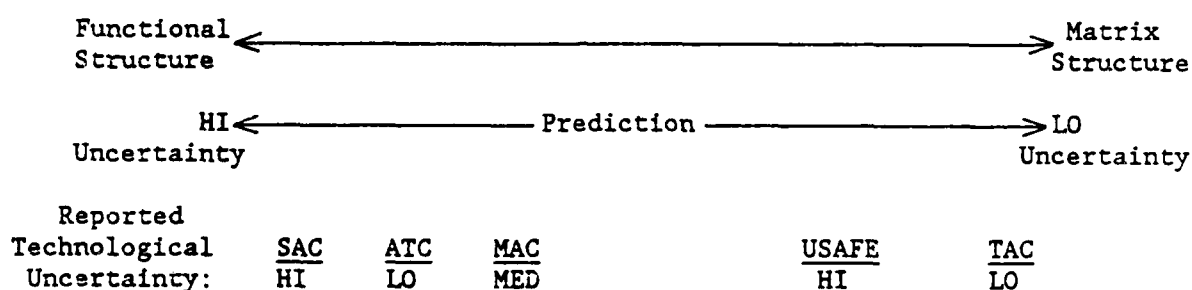 Functional Matrix
Structure Structure
HI Prediction LO
Uncertainty Uncertainty
Reported
Technological SAC ATC MAC USAFE TAC
Uncertainty: HI LO MED HI LO